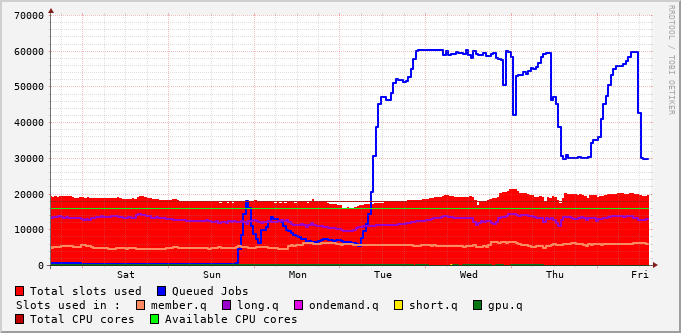 70000
60000
50000
40000
30000
20000
10000
0
Sat Sun Mon Tue Wed Thu Fri
RRDTOOL / TOBI OETIKER
Total slots used Queued Jobs
Slots used in : member.q long.q ondemand.q short.q gpu.q
Total CPU cores Available CPU cores